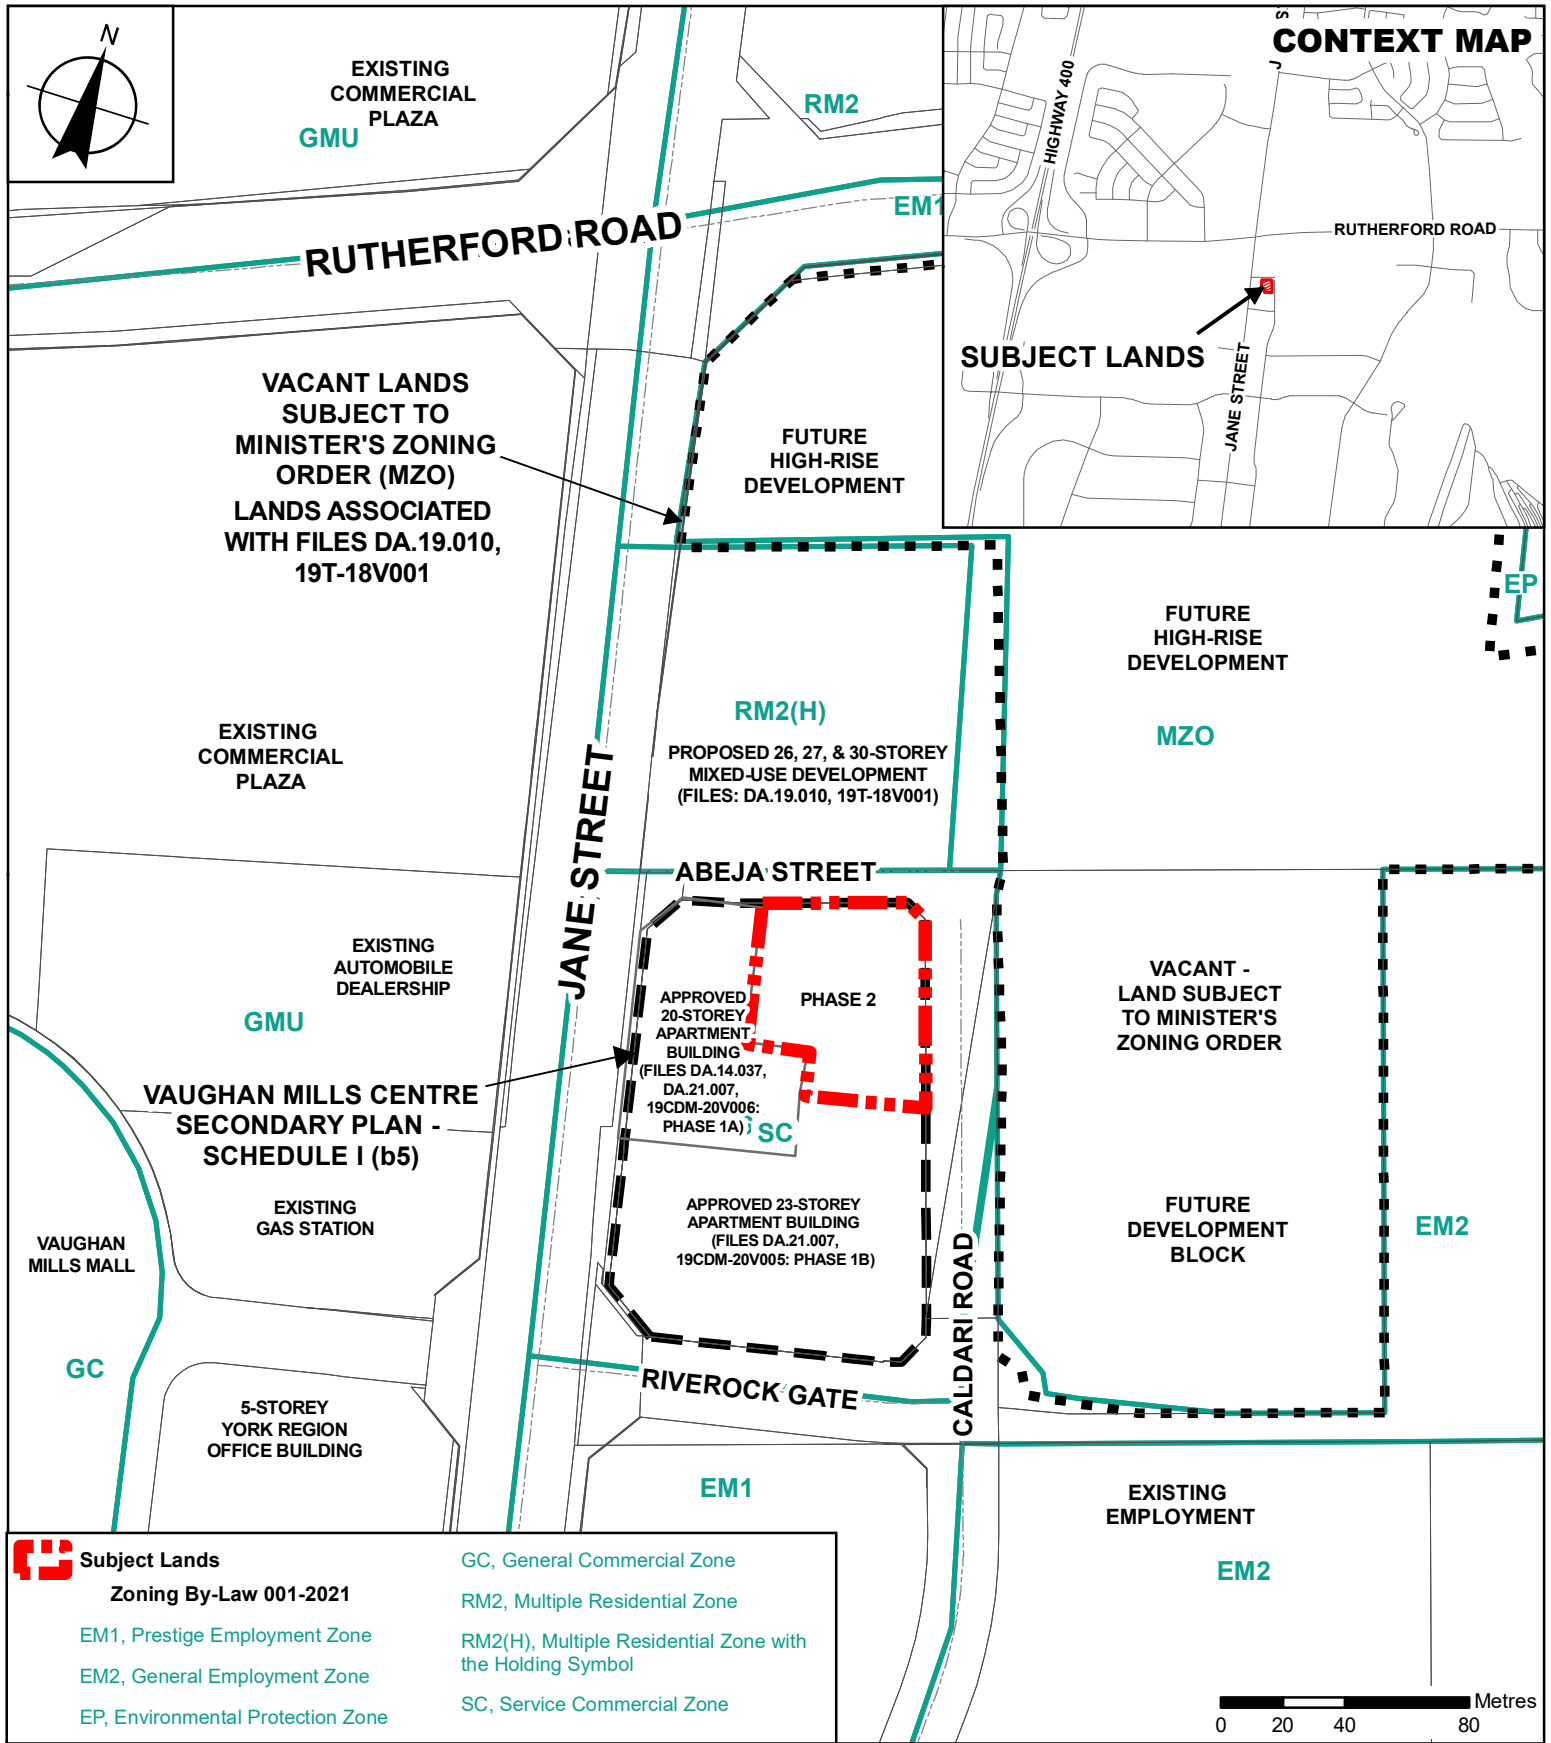 N
EXISTING
COMMERCIAL
PLAZA
GMU
RM2
EM1
RUTHERFORD ROAD
CONTEXT MAP
HIGHWAY 400
RUTHERFORD ROAD
SUBJECT LANDS
JANE STREET
VACANT LANDS
SUBJECT TO
MINISTER'S ZONING
ORDER (MZO)
LANDS ASSOCIATED
WITH FILES DA.19.010,
19T-18V001
FUTURE
HIGH-RISE
DEVELOPMENT
EP
FUTURE
HIGH-RISE
DEVELOPMENT
MZO
RM2(H)
PROPOSED 26, 27, & 30-STOREY
MIXED-USE DEVELOPMENT
(FILES: DA.19.010, 19T-18V001)
EXISTING
COMMERCIAL
PLAZA
JANE STREET
ABEJA STREET
EXISTING
AUTOMOBILE
DEALERSHIP
GMU
APPROVED
20-STOREY
APARTMENT
BUILDING
(FILES DA.14.037,
DA.21.007,
19CDM-20V006:
PHASE 1A)
SC
PHASE 2
VACANT -
LAND SUBJECT
TO MINISTER'S
ZONING ORDER
VAUGHAN MILLS CENTRE
SECONDARY PLAN -
SCHEDULE I (b5)
EXISTING
GAS STATION
VAUGHAN
MILLS MALL
APPROVED 23-STOREY
APARTMENT BUILDING
(FILES DA.21.007,
19CDM-20V005: PHASE 1B)
FUTURE
DEVELOPMENT
BLOCK
EM2
CALDARI ROAD
GC
RIVEROCK GATE
5-STOREY
YORK REGION
OFFICE BUILDING
EM1
EXISTING
EMPLOYMENT
EM2
Subject Lands
Zoning By-Law 001-2021
EM1, Prestige Employment Zone
EM2, General Employment Zone
EP, Environmental Protection Zone
GC, General Commercial Zone
RM2, Multiple Residential Zone
RM2(H), Multiple Residential Zone with
the Holding Symbol
SC, Service Commercial Zone
Metres
0 20 40 80